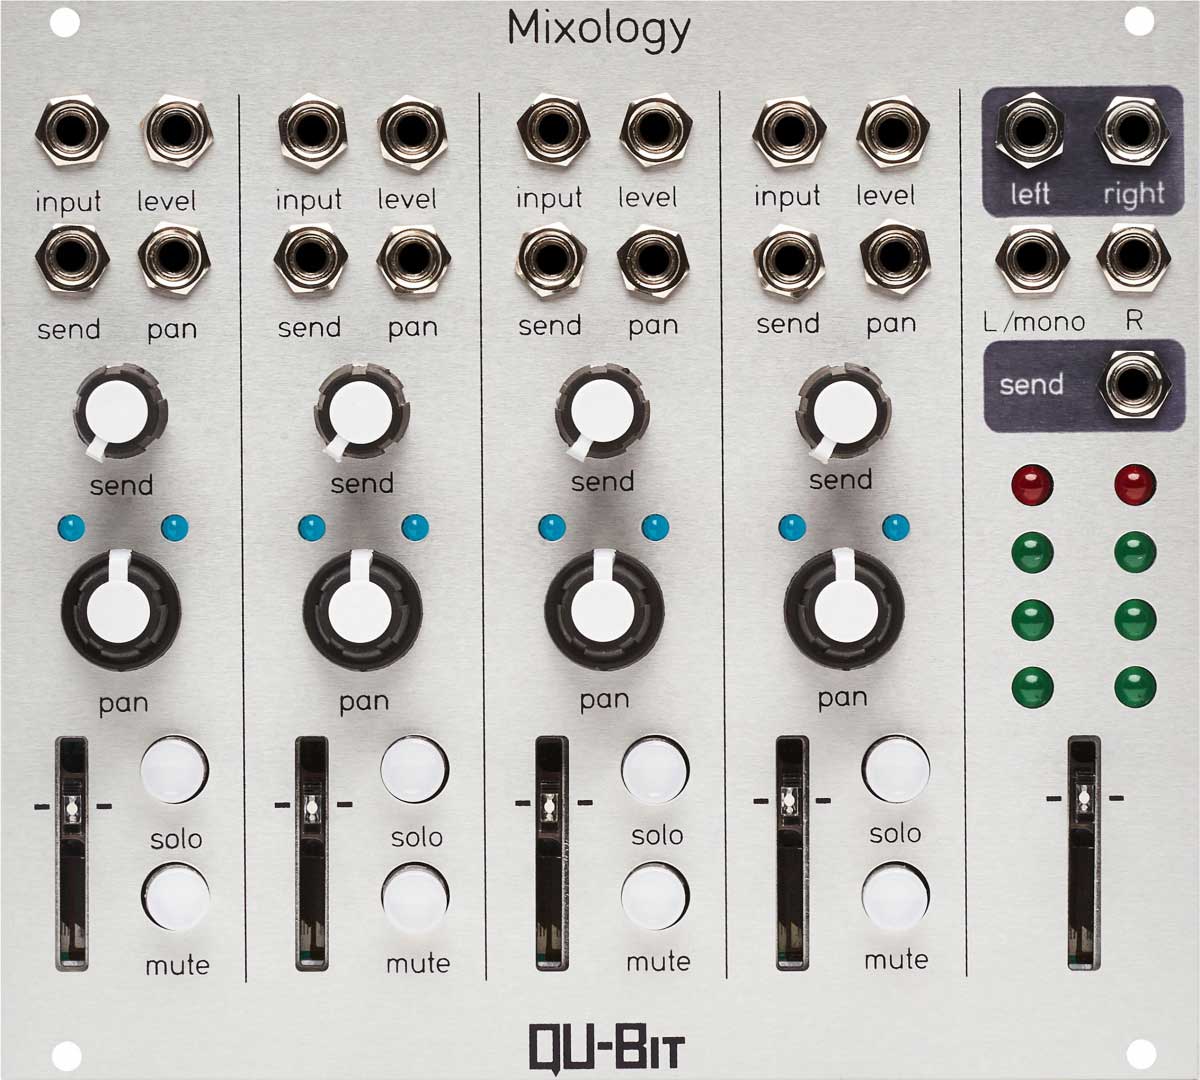 Mixology
input level input level input level input level left right
send pan send pan send pan send pan L/mono R
send
send send send send
pan pan pan pan
solo solo solo solo
mute mute mute mute
QU-BIT